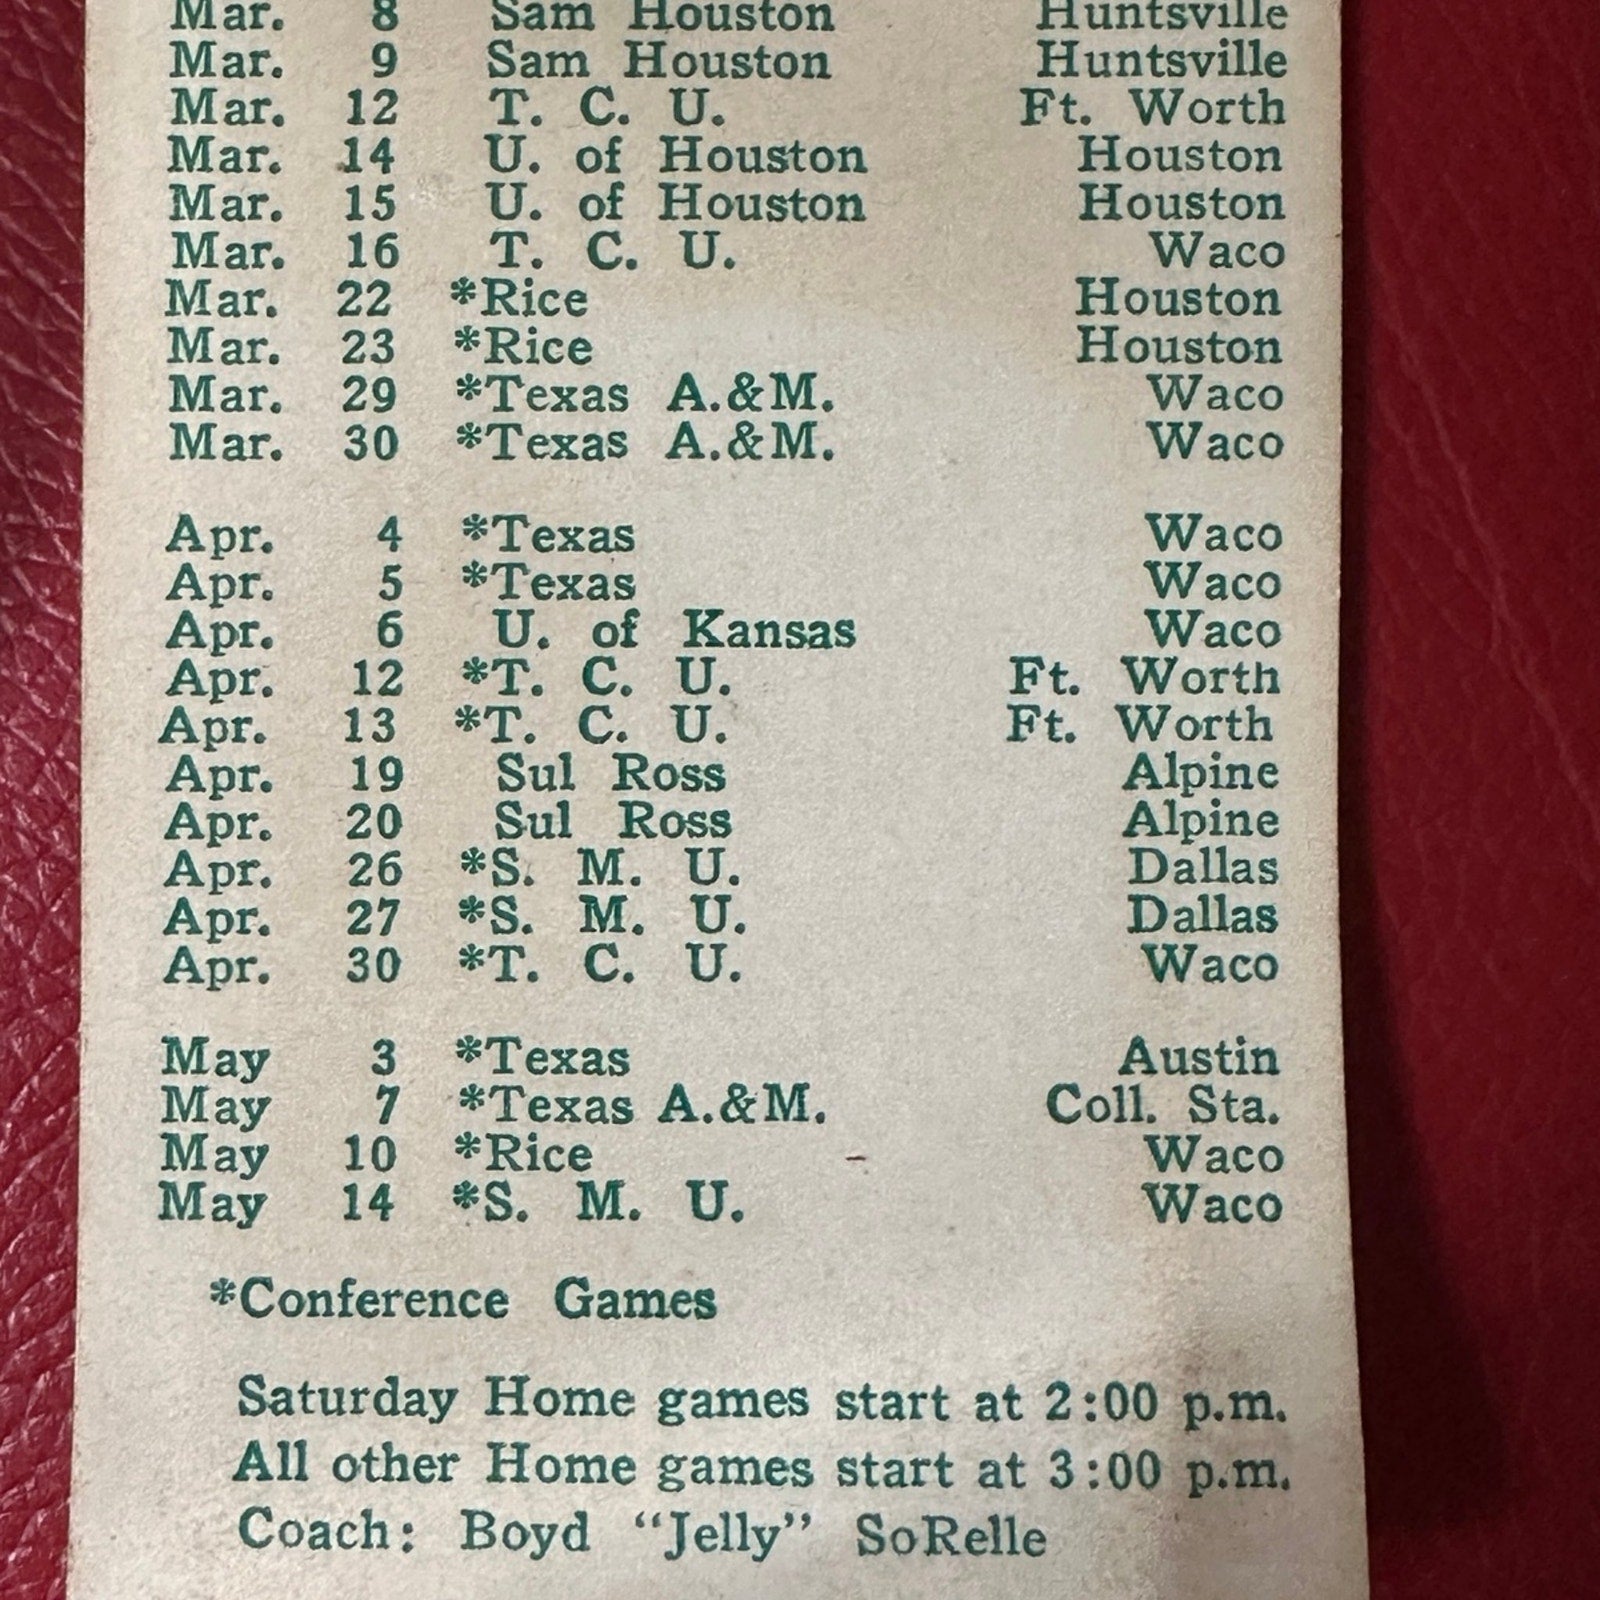 Mar. 8 Sam Houston Huntsville
Mar. 9 Sam Houston Huntsville
Mar. 12 T. C. U. Ft. Worth
Mar. 14 U. of Houston Houston
Mar. 15 U. of Houston Houston
Mar. 16 T. C. U. Waco
Mar. 22 *Rice Houston
Mar. 23 *Rice Houston
Mar. 29 *Texas A.&M. Waco
Mar. 30 *Texas A.&M. Waco
Apr. 4 *Texas Waco
Apr. 5 *Texas Waco
Apr. 6 U. of Kansas Waco
Apr. 12 *T. C. U. Ft. Worth
Apr. 13 *T. C. U. Ft. Worth
Apr. 19 Sul Ross Alpine
Apr. 20 Sul Ross Alpine
Apr. 26 *S. M. U. Dallas
Apr. 27 *S. M. U. Dallas
Apr. 30 *T. C. U. Waco
May 3 *Texas Austin
May 7 *Texas A.&M. Coll. Sta.
May 10 *Rice Waco
May 14 *S. M. U. Waco
*Conference Games
Saturday Home games start at 2:00 p.m.
All other Home games start at 3:00 p.m.
Coach: Boyd “Jelly” SoRelle